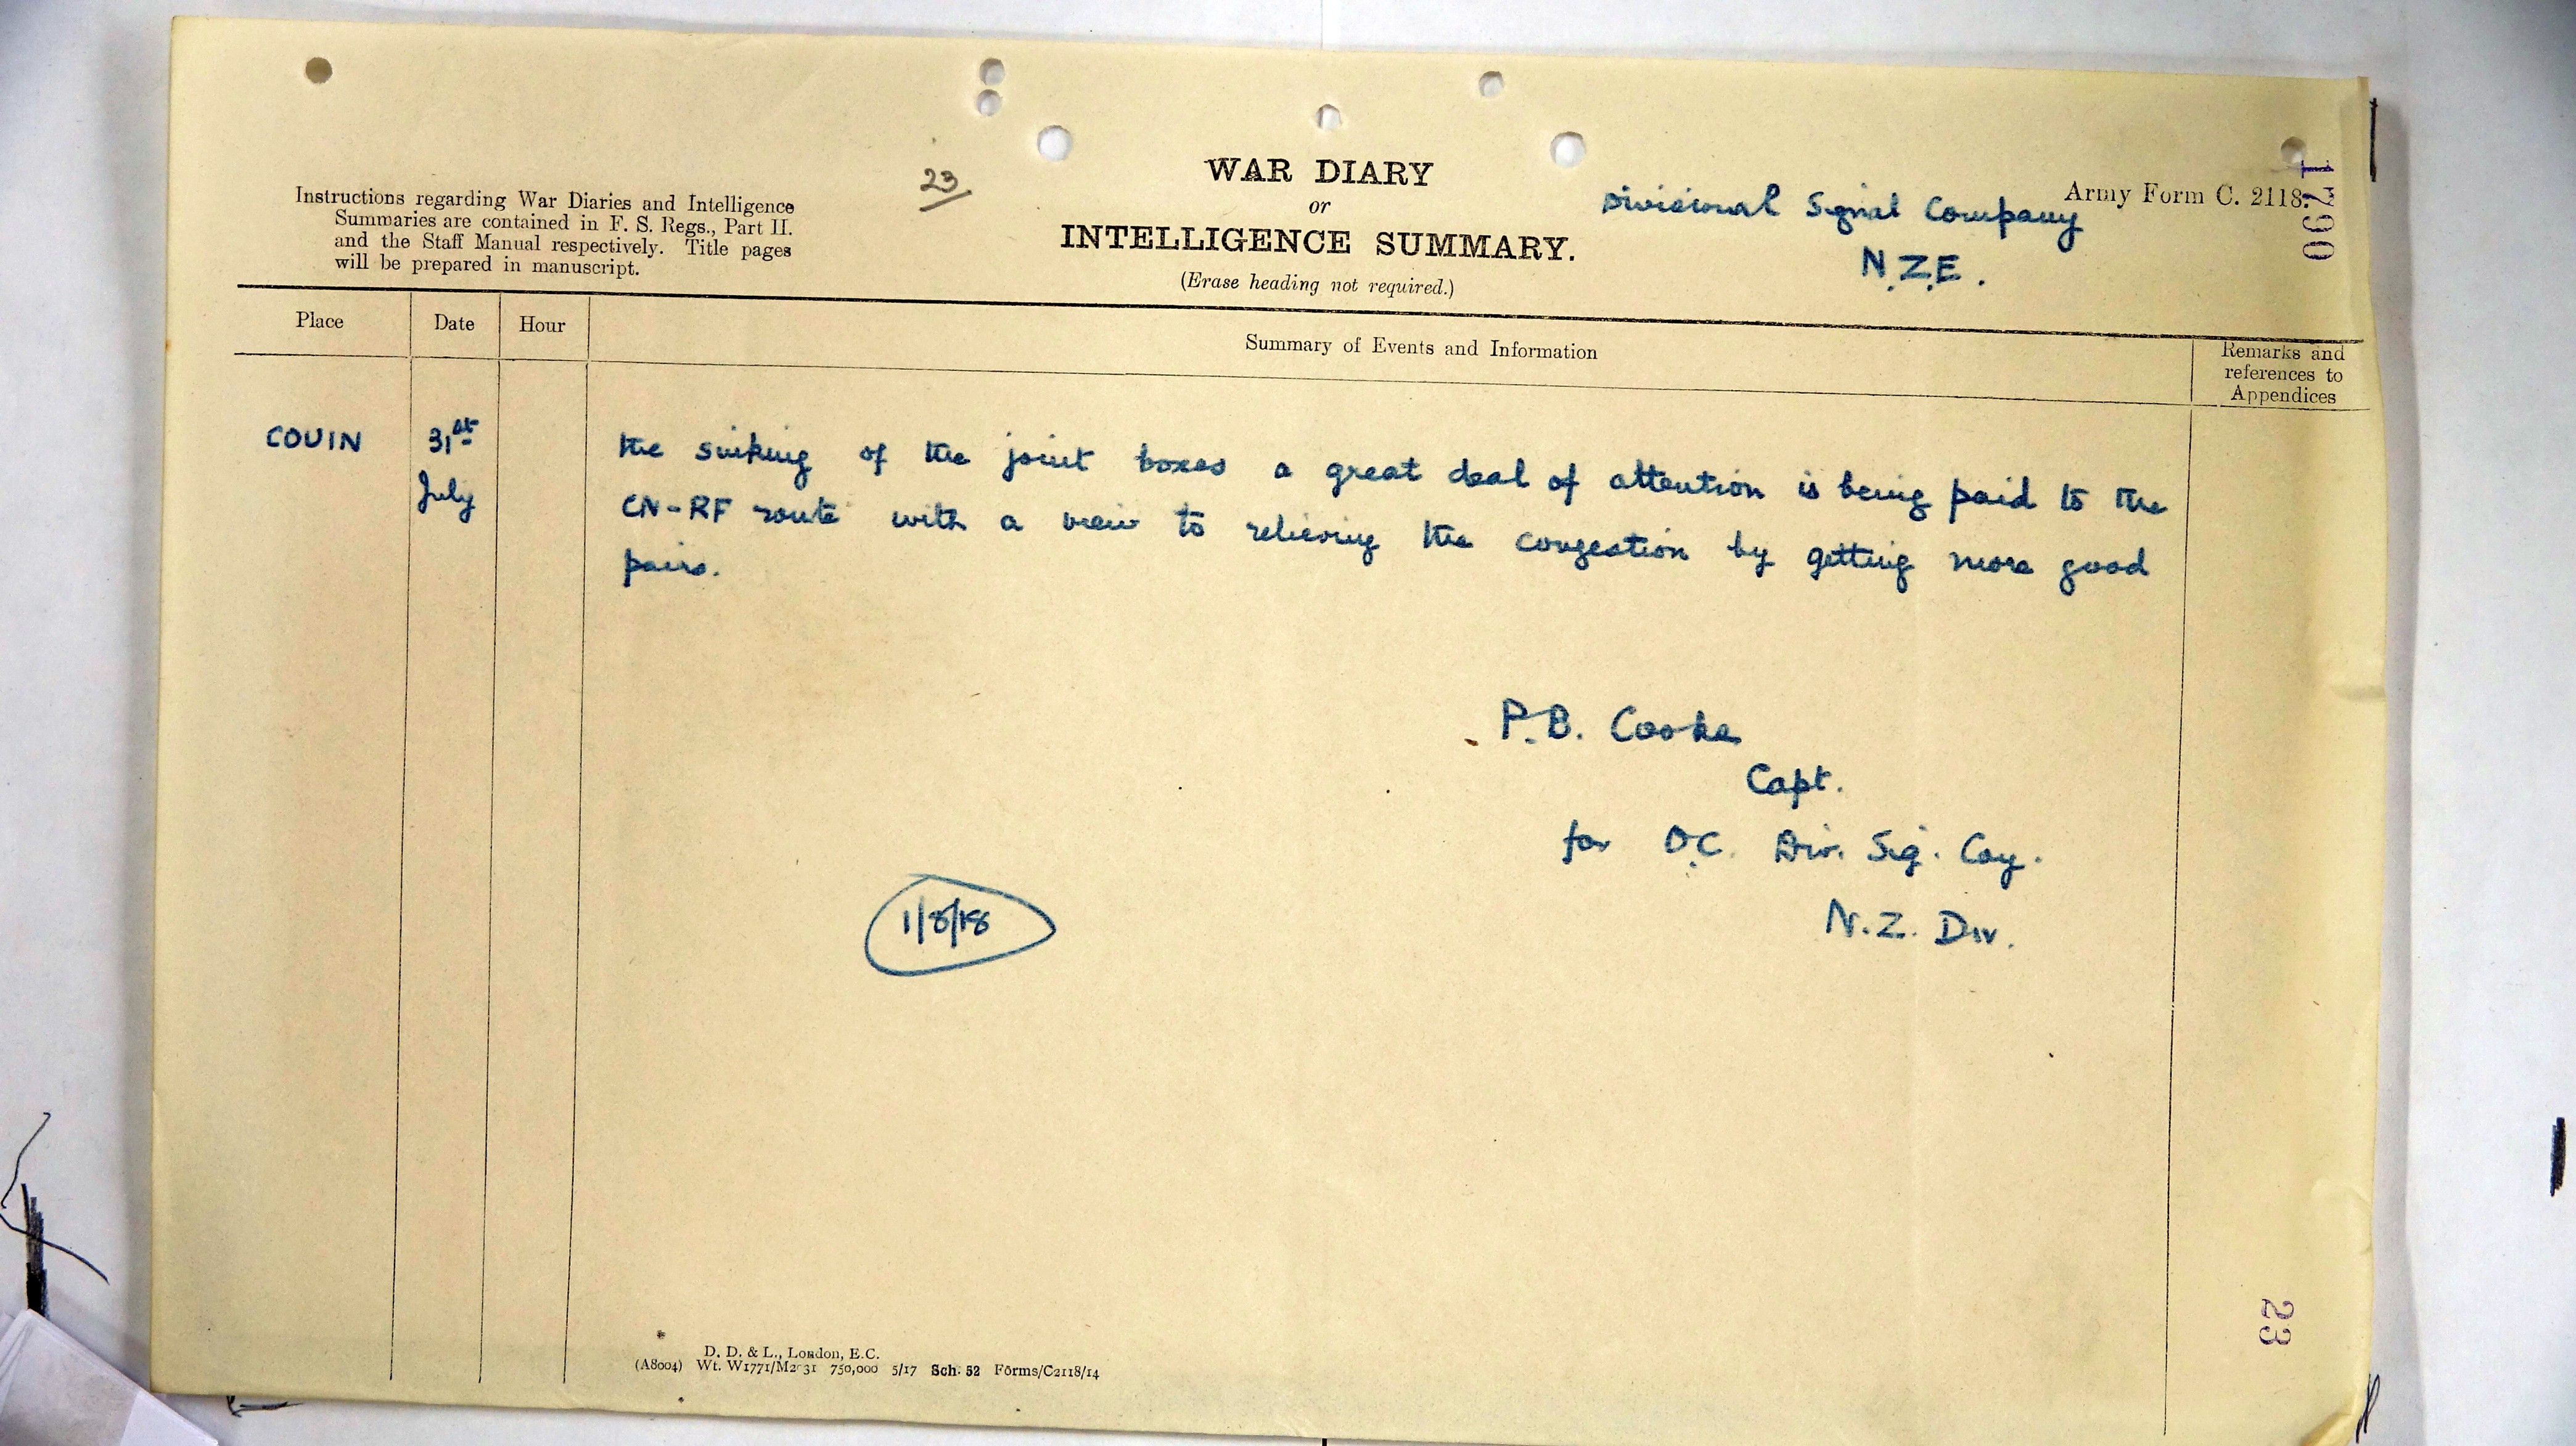 23
WAR DIARY
or
INTELLIGENCE SUMMARY.
(Erase heading not required.)
Instructions regarding War Diaries and Intelligence
Summaries are contained in F. S. Regs., Part II.
and the Staff Manual respectively. Title pages
will be prepared in manuscript.
Army Form C. 2118.
Divisional Signal Company
N.Z.E.
Place Date Hour Summary of Events and Information Remarks and
references to
Appendices
COUIN 31st
July
the sinking of the joint boxes a great deal of attention is being paid to the
CN-RF route with a view to relieving the congestion by getting more good
pairs.
P.B. Cooke
Capt.
for O.C. Div. Sig. Coy.
N.Z. Div.
1/8/18
23
D. D. & L., London, E.C.
(A8004) Wt. W1771/M2 31 750,000 5/17 Sch. 52 Forms/C2118/14